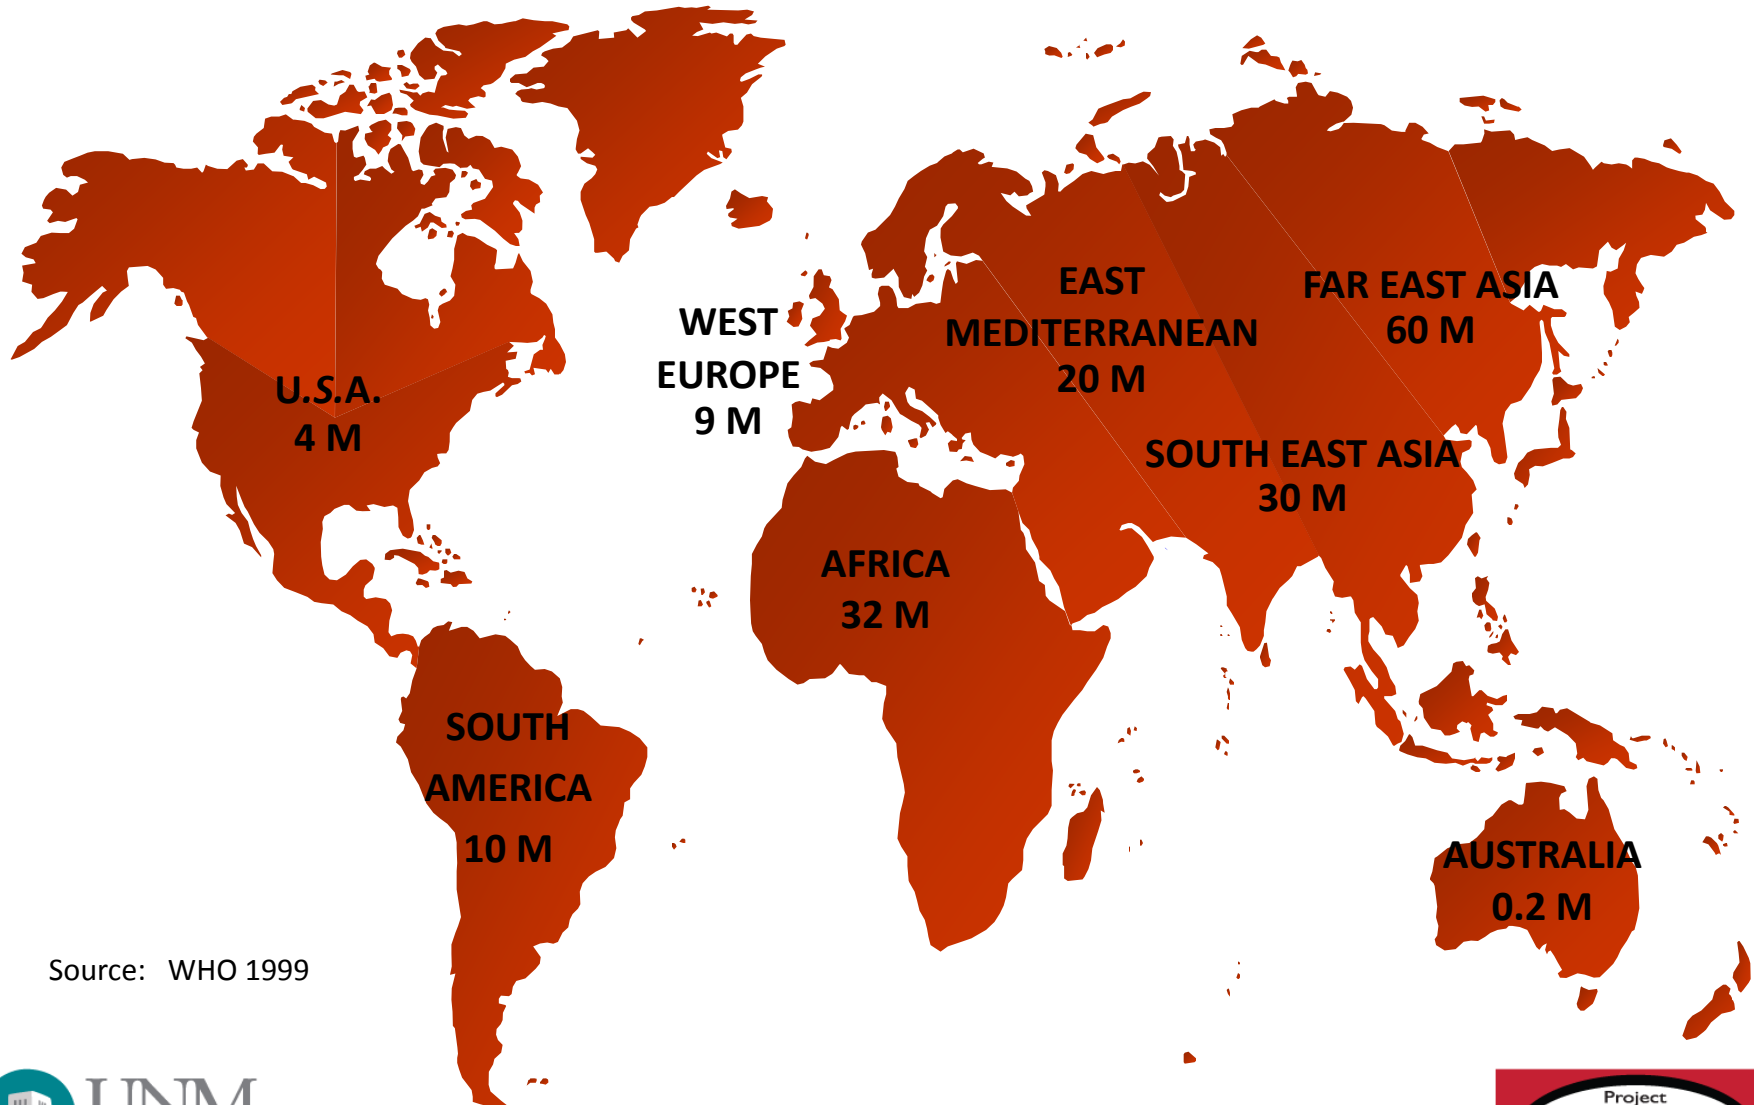 U.S.A.
4 M
WEST
EUROPE
9 M
EAST
MEDITERRANEAN
20 M
FAR EAST ASIA
60 M
SOUTH EAST ASIA
30 M
AFRICA
32 M
SOUTH
AMERICA
10 M
AUSTRALIA
0.2 M
Source: WHO 1999
UNM
Project